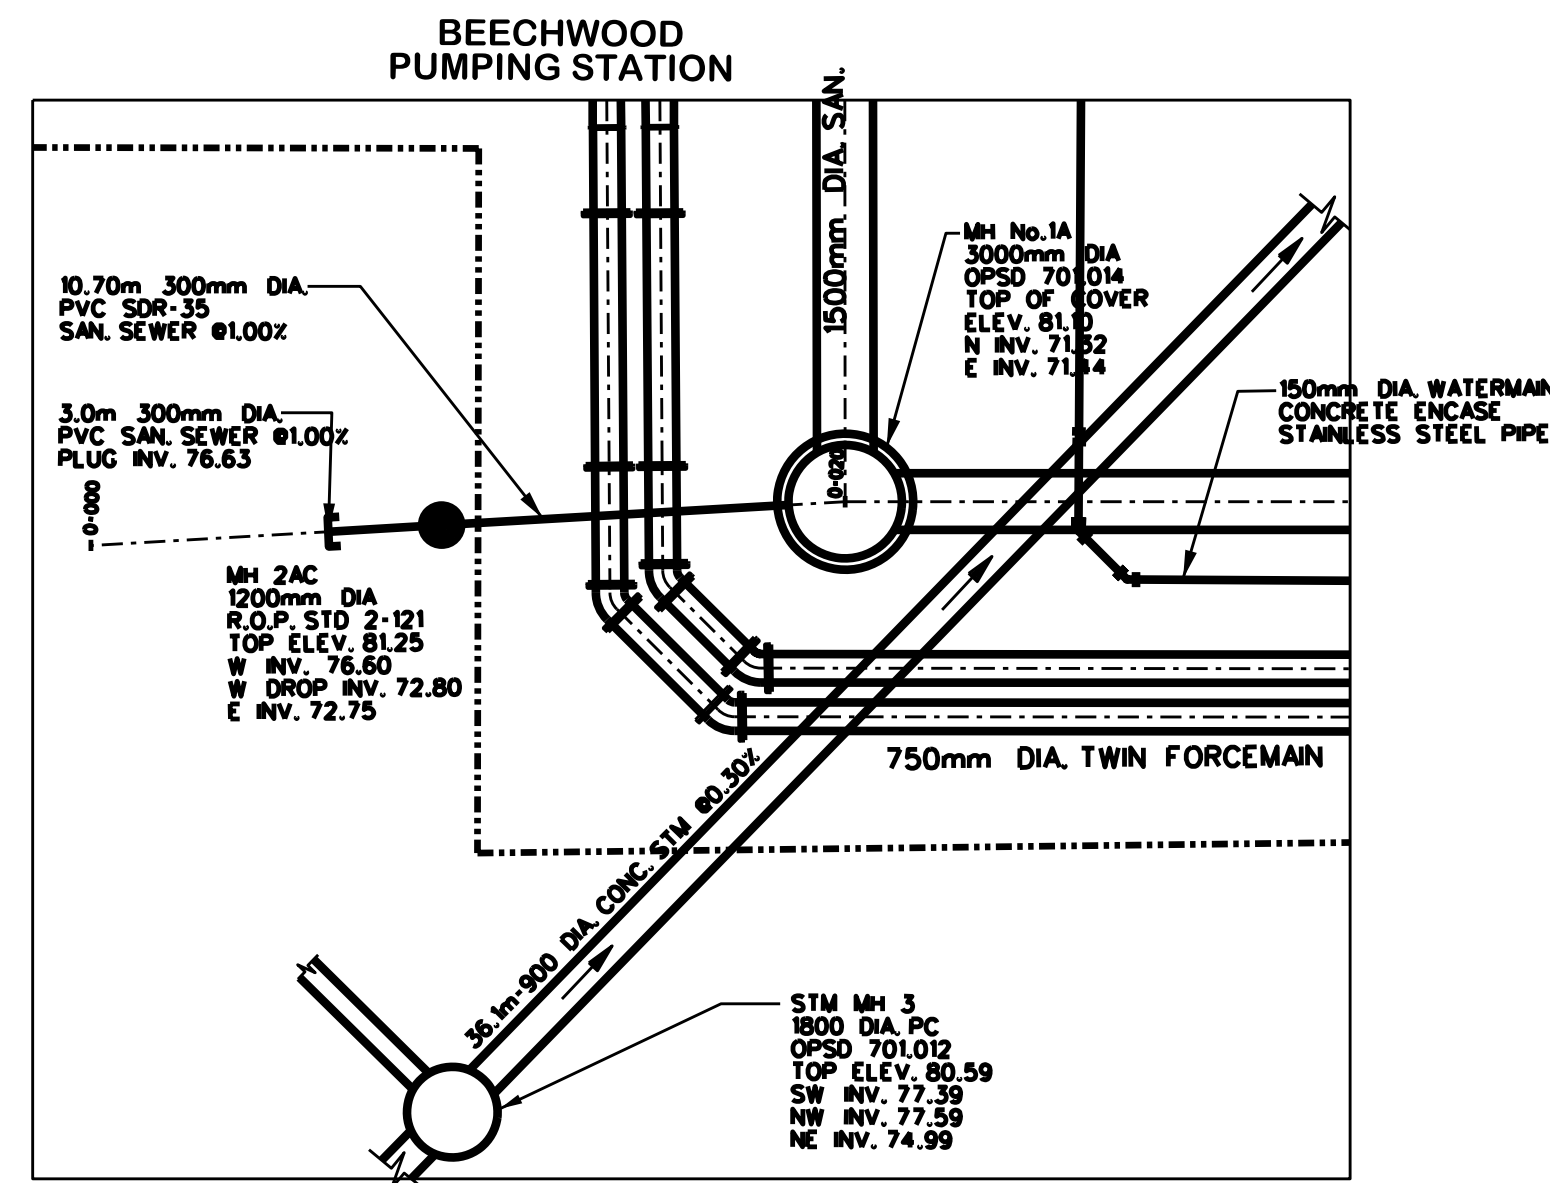 BEECHWOOD
PUMPING STATION
1500mm DIA. SAN.
MH No. 1A
3000mm DIA
OPSD 701.014
TOP OF COVER
ELEV. 81.10
N INV. 71.32
E INV. 71.44
10.70m 300mm DIA.
PVC SDR-35
SAN. SEWER @1.00%
3.0m 300mm DIA.
PVC SAN. SEWER @1.00%
PLUG INV. 76.63
150mm DIA. WATERMAIN
CONCRETE ENCASE
STAINLESS STEEL PIPE
0-000
0-020
MH 2AC
1200mm DIA
R.O.P. STD 2-121
TOP ELEV. 81.25
W INV. 76.60
W DROP INV. 72.80
E INV. 72.75
750mm DIA. TWIN FORCEMAIN
36.1m-900 DIA. CONC. STM @0.30%
STM MH 3
1800 DIA. PC
OPSD 701.012
TOP ELEV. 80.59
SW INV. 77.39
NW INV. 77.59
NE INV. 74.99